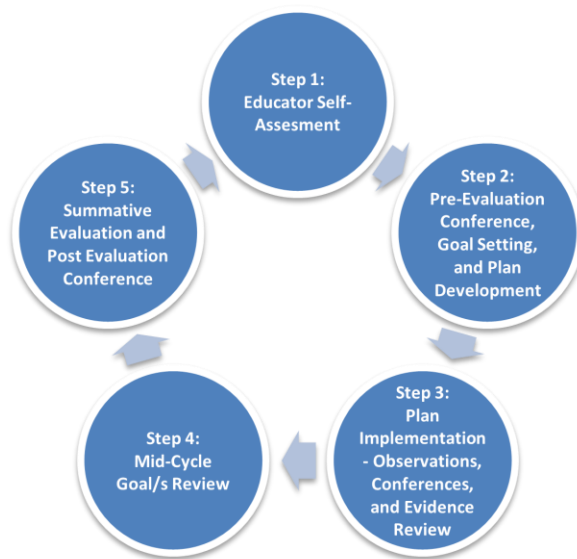 Step 1:
Educator Self-
Assesment
Step 2:
Pre-Evaluation
Conference,
Goal Setting,
and Plan
Development
Step 3:
Plan
Implementation
- Observations,
Conferences,
and Evidence
Review
Step 4:
Mid-Cycle
Goal/s Review
Step 5:
Summative
Evaluation and
Post Evaluation
Conference